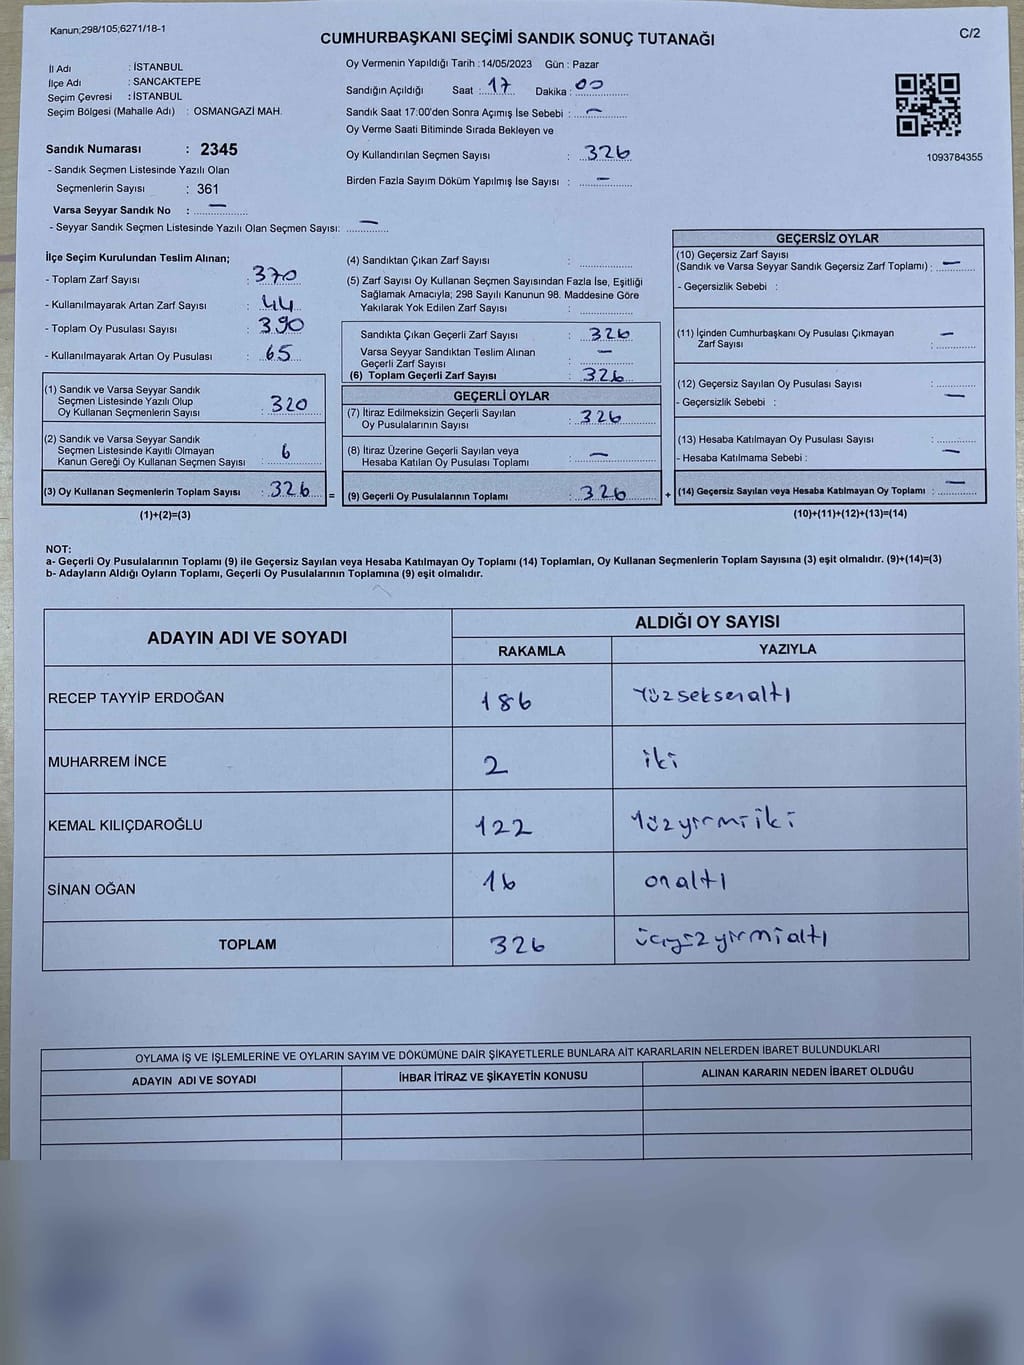 Kanun;298/105;6271/18-1
C/2
CUMHURBAŞKANI SEÇİMİ SANDIK SONUÇ TUTANAĞI
İl Adı : İSTANBUL
İlçe Adı : SANCAKTEPE
Seçim Çevresi : İSTANBUL
Seçim Bölgesi (Mahalle Adı) : OSMANGAZİ MAH.
Sandık Numarası : 2345
- Sandık Seçmen Listesinde Yazılı Olan
Seçmenlerin Sayısı : 361
Varsa Seyyar Sandık No : —
- Seyyar Sandık Seçmen Listesinde Yazılı Olan Seçmen Sayısı: —
Oy Vermenin Yapıldığı Tarih : 14/05/2023 Gün : Pazar
Sandığın Açıldığı Saat : 17 Dakika : 00
Sandık Saat 17:00'den Sonra Açımış İse Sebebi : —
Oy Verme Saati Bitiminde Sırada Bekleyen ve
Oy Kullandırılan Seçmen Sayısı : 326
Birden Fazla Sayım Döküm Yapılmış İse Sayısı : —
1093784355
İlçe Seçim Kurulundan Teslim Alınan;
- Toplam Zarf Sayısı : 370
- Kullanılmayarak Artan Zarf Sayısı : 44
- Toplam Oy Pusulası Sayısı : 390
- Kullanılmayarak Artan Oy Pusulası : 65
(1) Sandık ve Varsa Seyyar Sandık
Seçmen Listesinde Yazılı Olup
Oy Kullanan Seçmenlerin Sayısı : 320
(2) Sandık ve Varsa Seyyar Sandık
Seçmen Listesinde Kayıtlı Olmayan
Kanun Gereği Oy Kullanan Seçmen Sayısı : 6
(3) Oy Kullanan Seçmenlerin Toplam Sayısı : 326 =
(1)+(2)=(3)
(4) Sandıktan Çıkan Zarf Sayısı :
(5) Zarf Sayısı Oy Kullanan Seçmen Sayısından Fazla İse, Eşitliği
Sağlamak Amacıyla; 298 Sayılı Kanunun 98. Maddesine Göre
Yakılarak Yok Edilen Zarf Sayısı :
Sandıkta Çıkan Geçerli Zarf Sayısı : 326
Varsa Seyyar Sandıktan Teslim Alınan
Geçerli Zarf Sayısı : —
(6) Toplam Geçerli Zarf Sayısı : 326
GEÇERLİ OYLAR
(7) İtiraz Edilmeksizin Geçerli Sayılan
Oy Pusulalarının Sayısı : 326
(8) İtiraz Üzerine Geçerli Sayılan veya
Hesaba Katılan Oy Pusulası Toplamı : —
(9) Geçerli Oy Pusulalarının Toplamı : 326 +
GEÇERSİZ OYLAR
(10) Geçersiz Zarf Sayısı
(Sandık ve Varsa Seyyar Sandık Geçersiz Zarf Toplamı) : —
- Geçersizlik Sebebi :
(11) İçinden Cumhurbaşkanı Oy Pusulası Çıkmayan
Zarf Sayısı : —
(12) Geçersiz Sayılan Oy Pusulası Sayısı :
- Geçersizlik Sebebi : —
(13) Hesaba Katılmayan Oy Pusulası Sayısı :
- Hesaba Katılmama Sebebi : —
(14) Geçersiz Sayılan veya Hesaba Katılmayan Oy Toplamı : —
(10)+(11)+(12)+(13)=(14)
NOT:
a- Geçerli Oy Pusulalarının Toplamı (9) ile Geçersiz Sayılan veya Hesaba Katılmayan Oy Toplamı (14) Toplamları, Oy Kullanan Seçmenlerin Toplam Sayısına (3) eşit olmalıdır. (9)+(14)=(3)
b- Adayların Aldığı Oyların Toplamı, Geçerli Oy Pusulalarının Toplamına (9) eşit olmalıdır.
ADAYIN ADI VE SOYADI
ALDIĞI OY SAYISI
RAKAMLA YAZIYLA
RECEP TAYYİP ERDOĞAN 186 Yüzseksenaltı
MUHARREM İNCE 2 iki
KEMAL KILIÇDAROĞLU 122 Yüzyirmiiki
SİNAN OĞAN 16 onaltı
TOPLAM 326 üçyüzyirmialtı
OYLAMA İŞ VE İŞLEMLERİNE VE OYLARIN SAYIM VE DÖKÜMÜNE DAİR ŞİKAYETLERLE BUNLARA AİT KARARLARIN NELERDEN İBARET BULUNDUKLARI
ADAYIN ADI VE SOYADI İHBAR İTİRAZ VE ŞİKAYETİN KONUSU ALINAN KARARIN NEDEN İBARET OLDUĞU